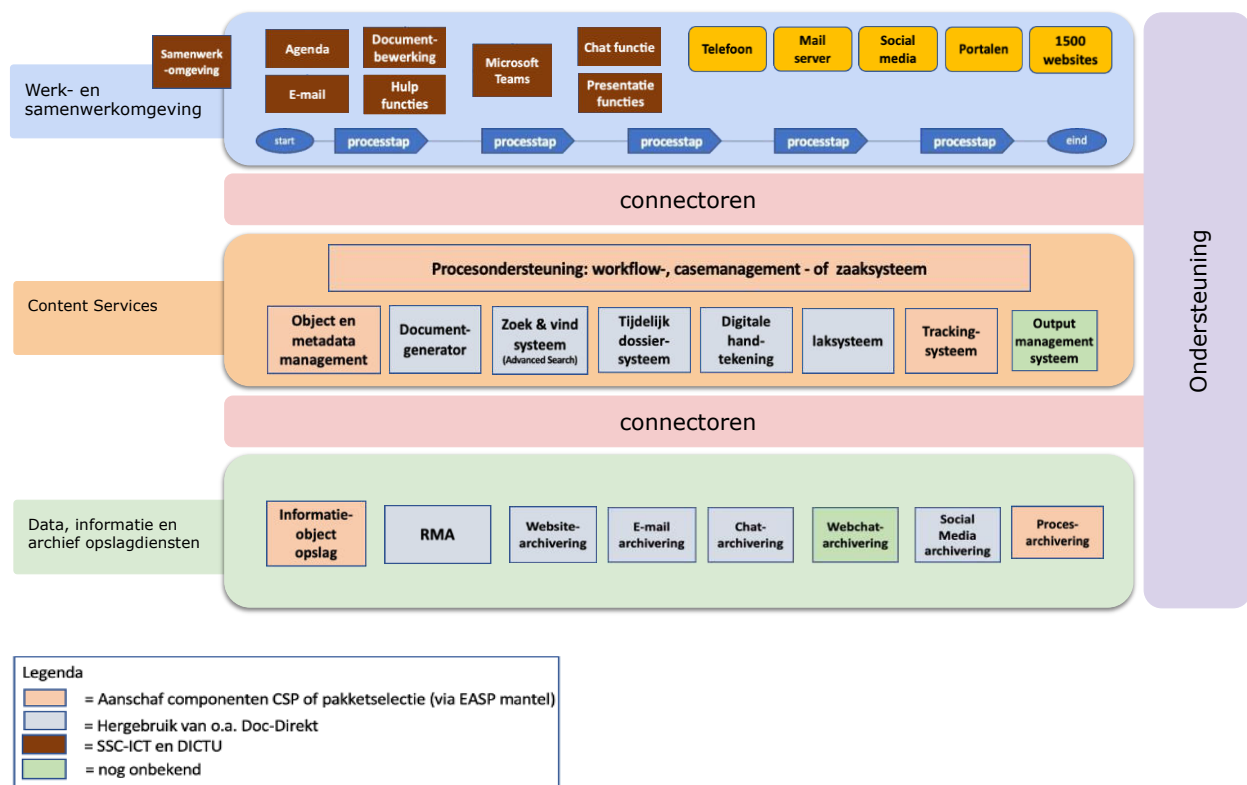 Werk- en
samenwerkomgeving
Samenwerk
-omgeving
Agenda
Document-
bewerking
E-mail
Hulp
functies
Microsoft
Teams
Chat functie
Presentatie
functies
Telefoon
Mail
server
Social
media
Portalen
1500
websites
start
processtap
processtap
processtap
processtap
processtap
eind
connectoren
Content Services
Procesondersteuning: workflow-, casemanagement - of zaaksysteem
Object en
metadata
management
Document-
generator
Zoek & vind
systeem
(Advanced Search)
Tijdelijk
dossier-
systeem
Digitale
hand-
tekening
laksysteem
Tracking-
systeem
Output
management
systeem
connectoren
Data, informatie en
archief opslagdiensten
Informatie-
object
opslag
RMA
Website-
archivering
E-mail
archivering
Chat-
archivering
Webchat-
archivering
Social
Media
archivering
Proces-
archivering
Ondersteuning
Legenda
= Aanschaf componenten CSP of pakketselectie (via EASP mantel)
= Hergebruik van o.a. Doc-Direkt
= SSC-ICT en DICTU
= nog onbekend